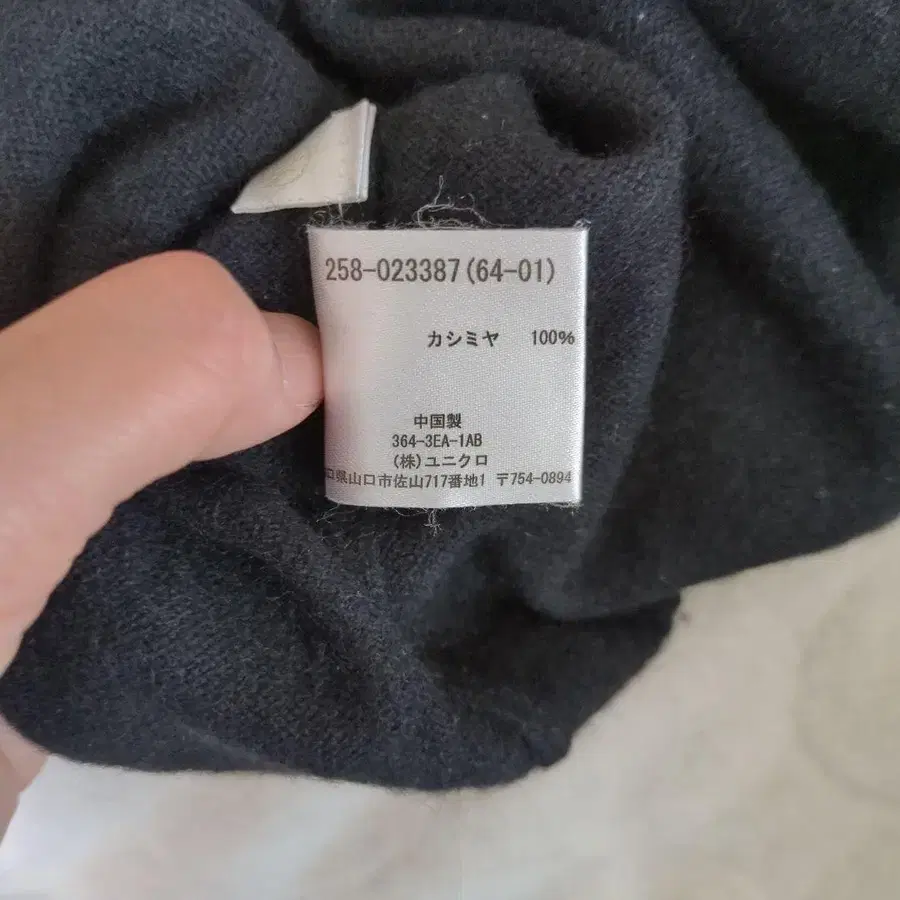 258-023387(64-01)
カシミヤ 100%
中国製
364-3EA-1AB
(株)ユニクロ
口県山口市佐山717番地1 〒754-0894